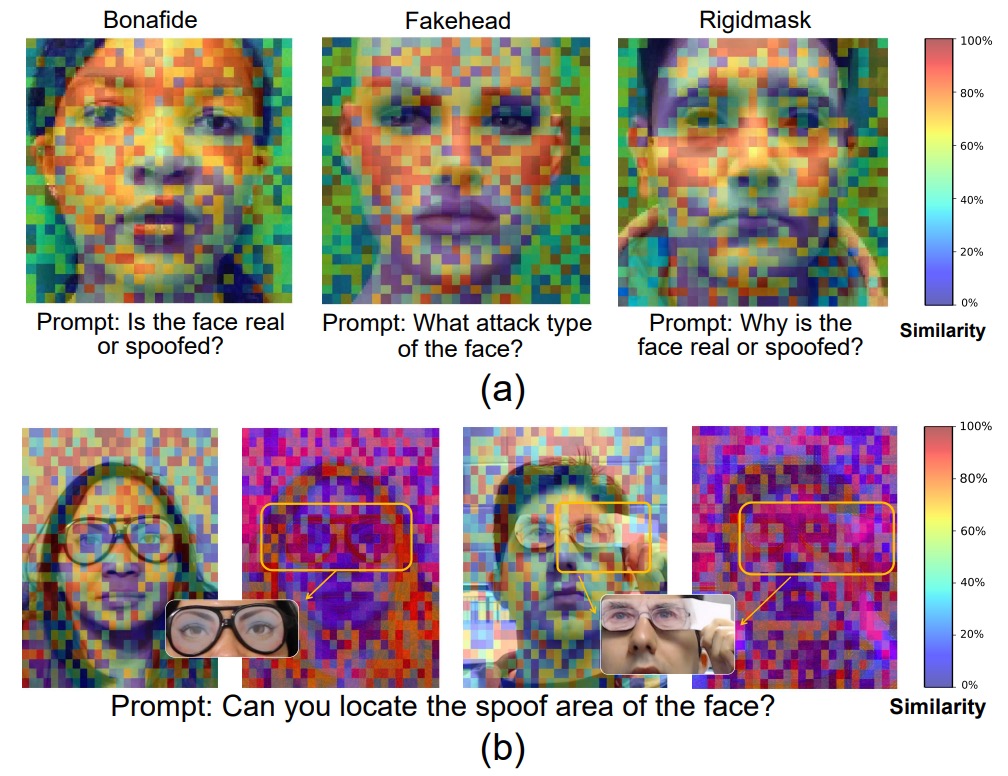 Bonafide
Fakehead
Rigidmask
100%
80%
60%
40%
20%
0%
Similarity
Prompt: Is the face real
or spoofed?
Prompt: What attack type
of the face?
Prompt: Why is the
face real or spoofed?
(a)
100%
80%
60%
40%
20%
0%
Similarity
Prompt: Can you locate the spoof area of the face?
(b)